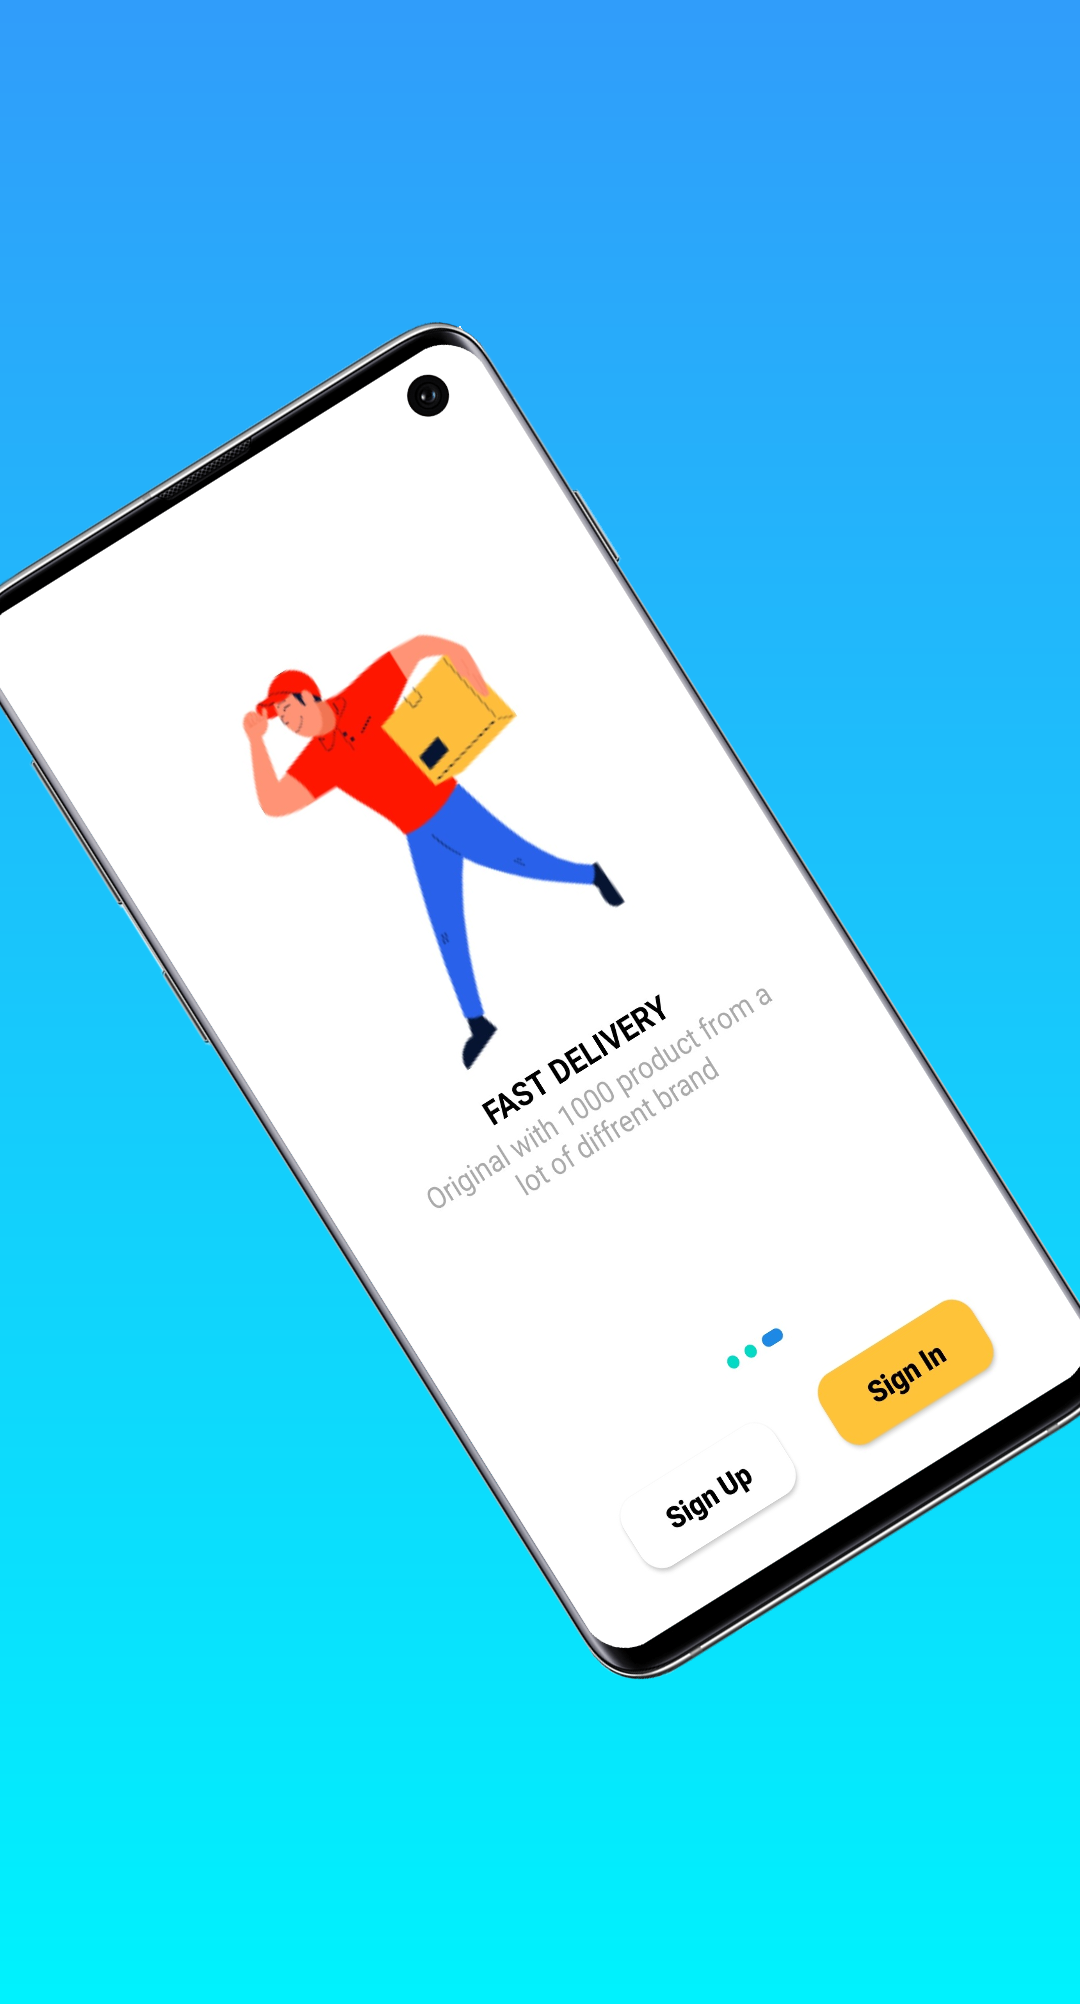 FAST DELIVERY
Original with 1000 product from a
lot of diffrent brand
Sign Up
Sign In